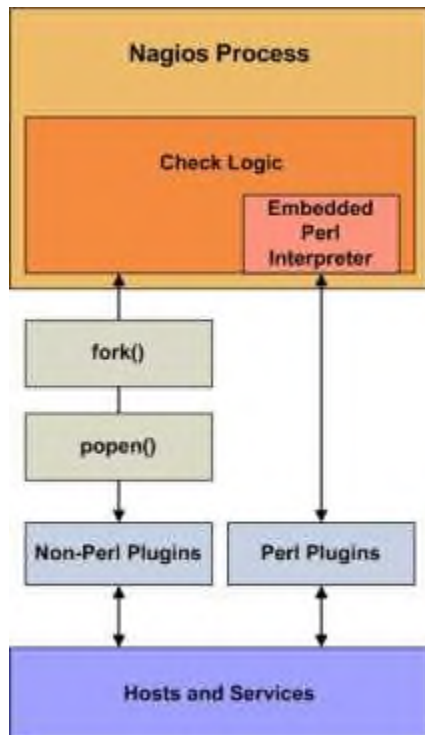 Nagios Process
Check Logic
Embedded
Perl
Interpreter
fork()
popen()
Non-Perl Plugins
Perl Plugins
Hosts and Services